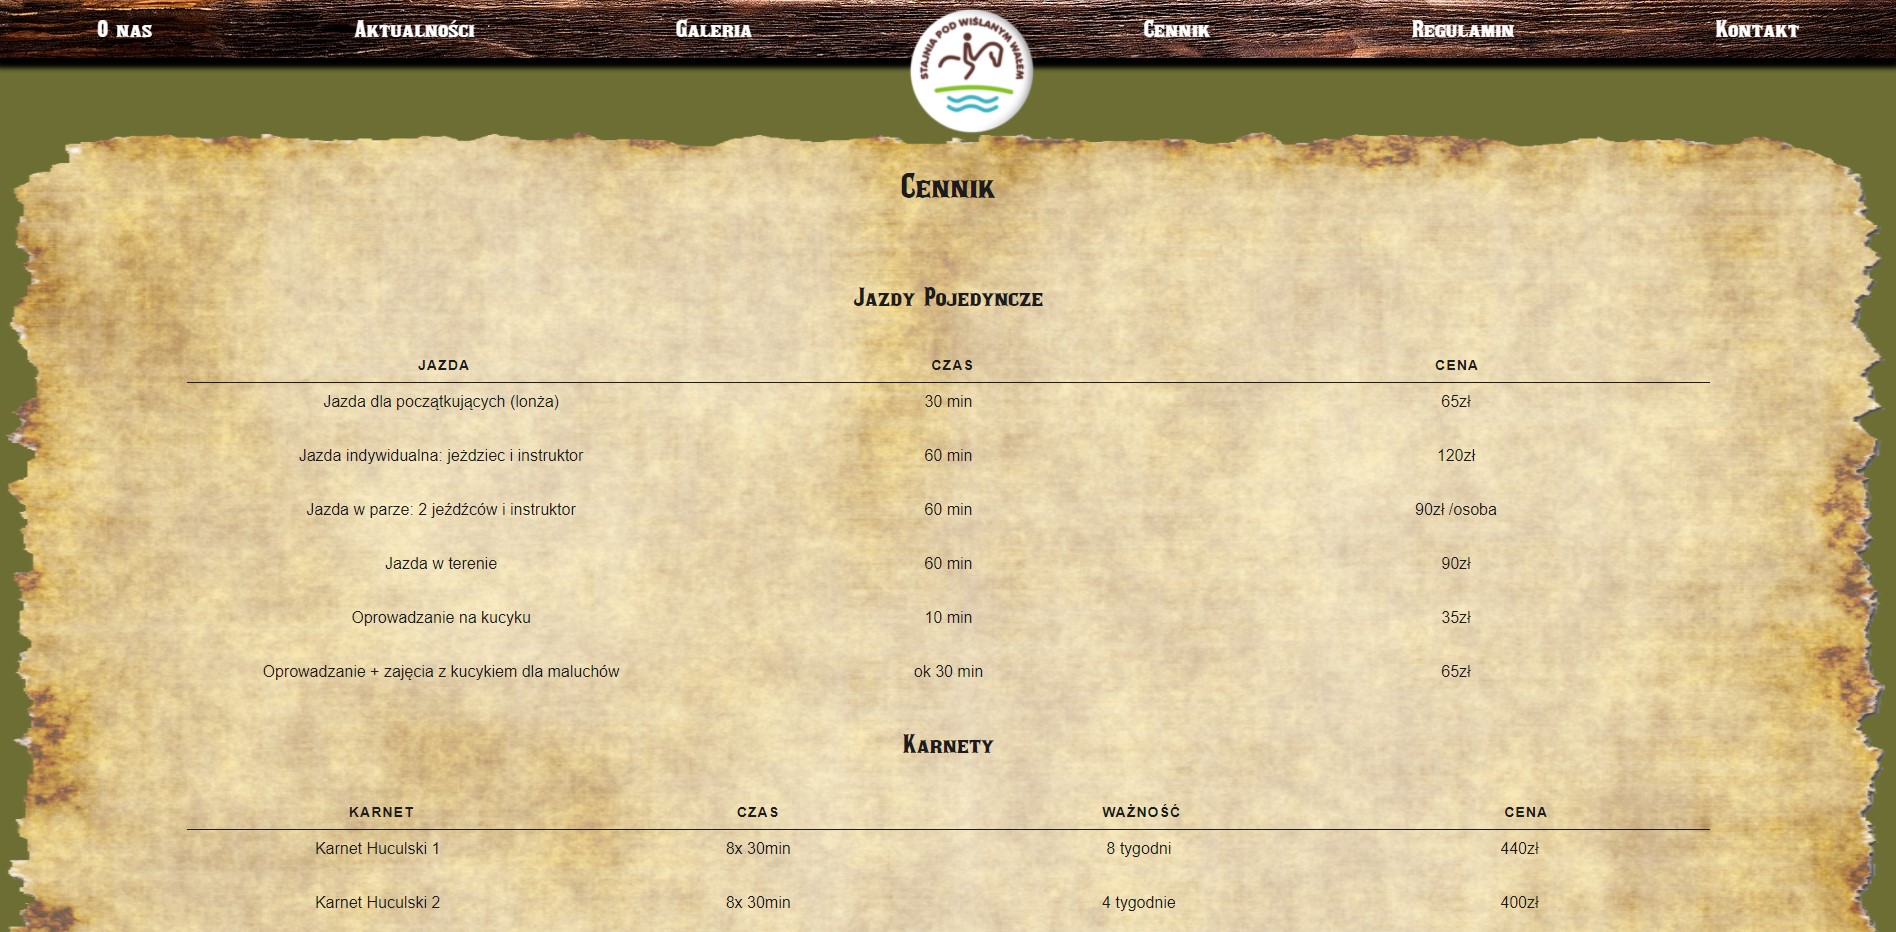 O nas Aktualności Galeria Cennik Regulamin Kontakt
STAJNIA POD WIŚLANYM WAŁEM
Cennik
Jazdy Pojedyncze
JAZDA CZAS CENA
Jazda dla początkujących (lonża) 30 min 65zł
Jazda indywidualna: jeżdziec i instruktor 60 min 120zł
Jazda w parze: 2 jeźdźców i instruktor 60 min 90zł /osoba
Jazda w terenie 60 min 90zł
Oprowadzanie na kucyku 10 min 35zł
Oprowadzanie + zajęcia z kucykiem dla maluchów ok 30 min 65zł
Karnety
KARNET CZAS WAŻNOŚĆ CENA
Karnet Huculski 1 8x 30min 8 tygodni 440zł
Karnet Huculski 2 8x 30min 4 tygodnie 400zł